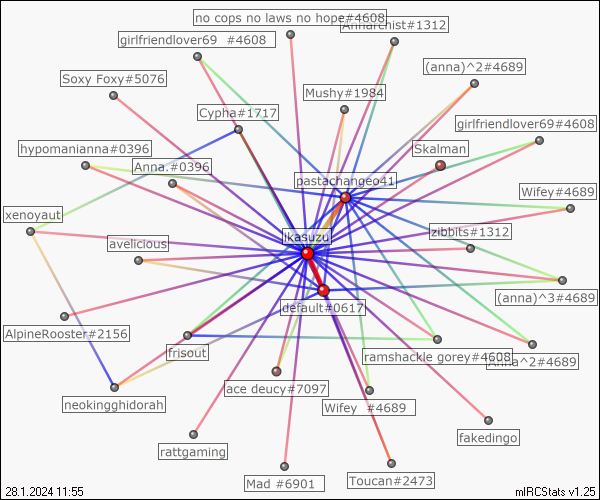 no cops no laws no hope#4608
Annarchist#1312
girlfriendlover69 #4608
(anna)^2#4689
Soxy Foxy#5076
Mushy#1984
Cypha#1717
girlfriendlover69#4608
hypomanianna#0396
Skalman
Anna.#0396
pastachangeo41
Wifey#4689
xenoyaut
jkasuzu
zibbiis#1312
avelicious
(anna)^3#4689
default#0617
AlpineRooster#2156
frisout
ramshackle gorey#4608
Anna^2#4689
ace deucy#7097
neokingghidorah
Wifey #4689
fakedingo
rattgaming
Mad #6901
Toucan#2473
28.1.2024 11:55
mIRCStats v1.25